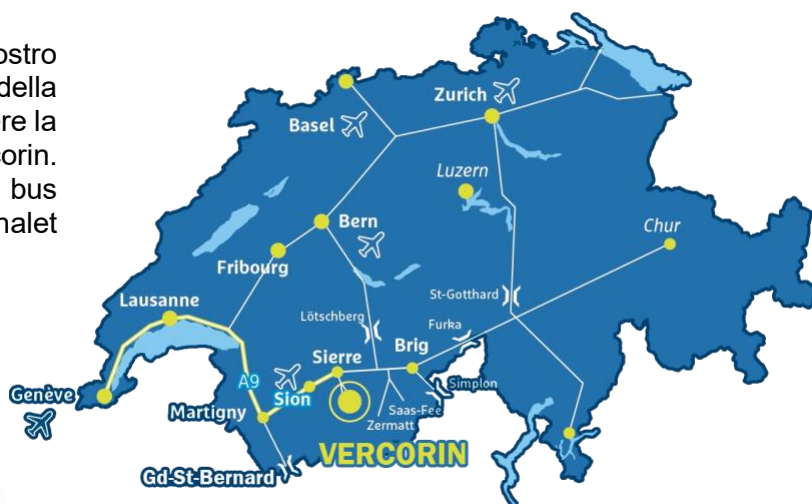 ostro
della
re la
corin.
bus
halet
Zurich
Basel
Luzern
Bern
Chur
Fribourg
St-Gotthard
Lausanne
Lötschberg
Furka
Sierre
Brig
A9
Simplon
Genève
Sion
Saas-Fee
Martigny
Zermatt
VERCORIN
Gd-St-Bernard